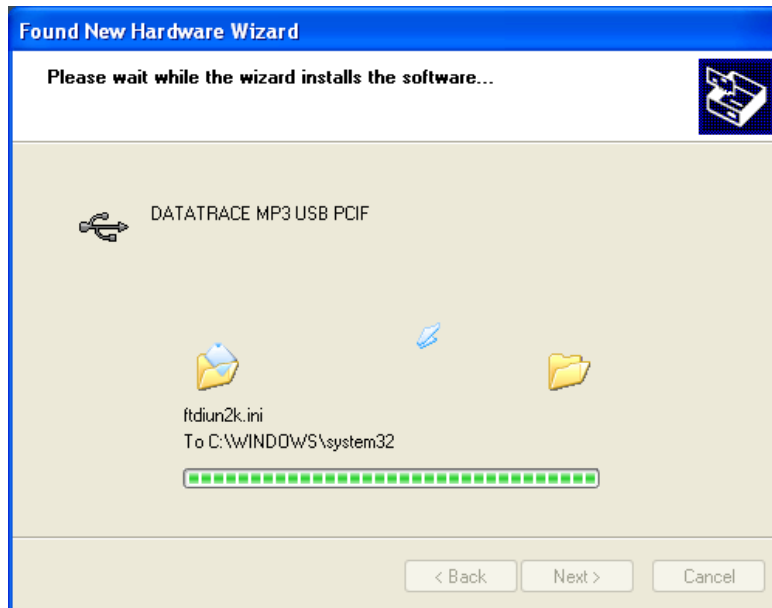 Found New Hardware Wizard
Please wait while the wizard installs the software...
DATATRACE MP3 USB PCIF
ftdiun2k.ini
To C:\WINDOWS\system32
< Back Next > Cancel